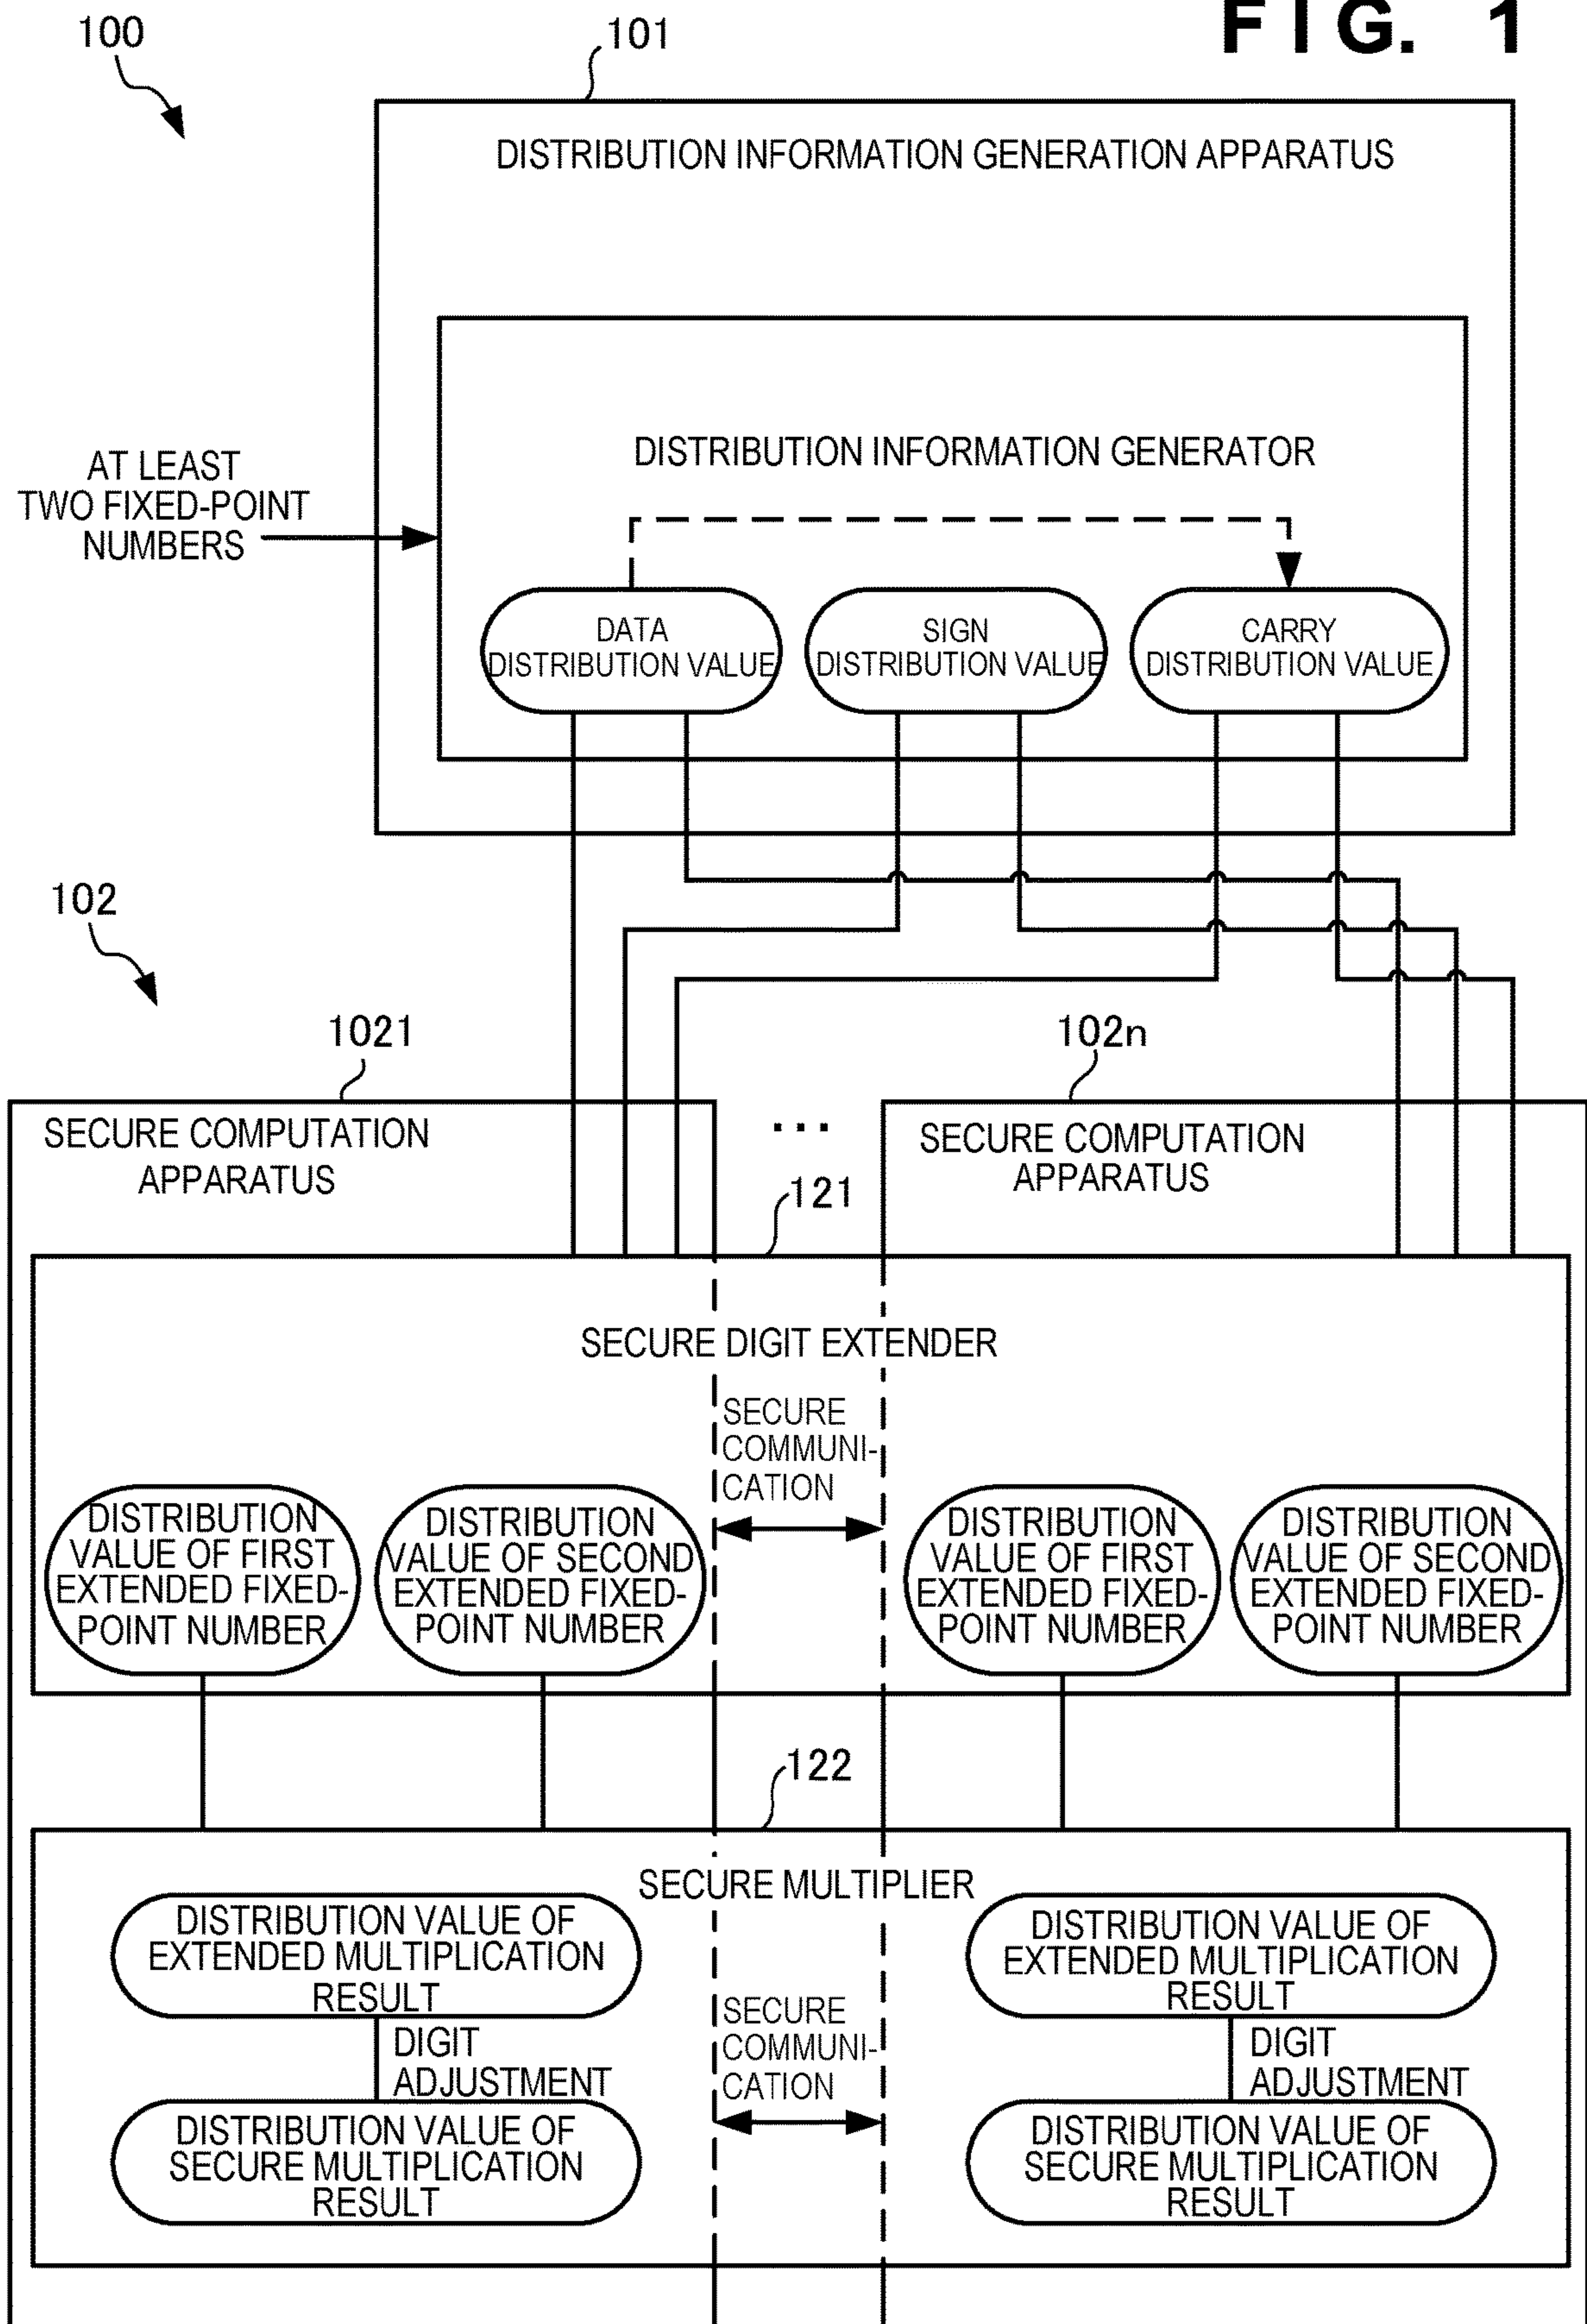 FIG. 1
100
101
DISTRIBUTION INFORMATION GENERATION APPARATUS
AT LEAST
TWO FIXED-POINT
NUMBERS
DISTRIBUTION INFORMATION GENERATOR
DATA
DISTRIBUTION VALUE
SIGN
DISTRIBUTION VALUE
CARRY
DISTRIBUTION VALUE
102
1021
102n
SECURE COMPUTATION
APPARATUS
...
SECURE COMPUTATION
APPARATUS
121
SECURE DIGIT EXTENDER
SECURE
COMMUNI-
CATION
DISTRIBUTION
VALUE OF FIRST
EXTENDED FIXED-
POINT NUMBER
DISTRIBUTION
VALUE OF SECOND
EXTENDED FIXED-
POINT NUMBER
DISTRIBUTION
VALUE OF FIRST
EXTENDED FIXED-
POINT NUMBER
DISTRIBUTION
VALUE OF SECOND
EXTENDED FIXED-
POINT NUMBER
122
SECURE MULTIPLIER
DISTRIBUTION VALUE OF
EXTENDED MULTIPLICATION
RESULT
DIGIT
ADJUSTMENT
DISTRIBUTION VALUE OF
SECURE MULTIPLICATION
RESULT
SECURE
COMMUNI-
CATION
DISTRIBUTION VALUE OF
EXTENDED MULTIPLICATION
RESULT
DIGIT
ADJUSTMENT
DISTRIBUTION VALUE OF
SECURE MULTIPLICATION
RESULT